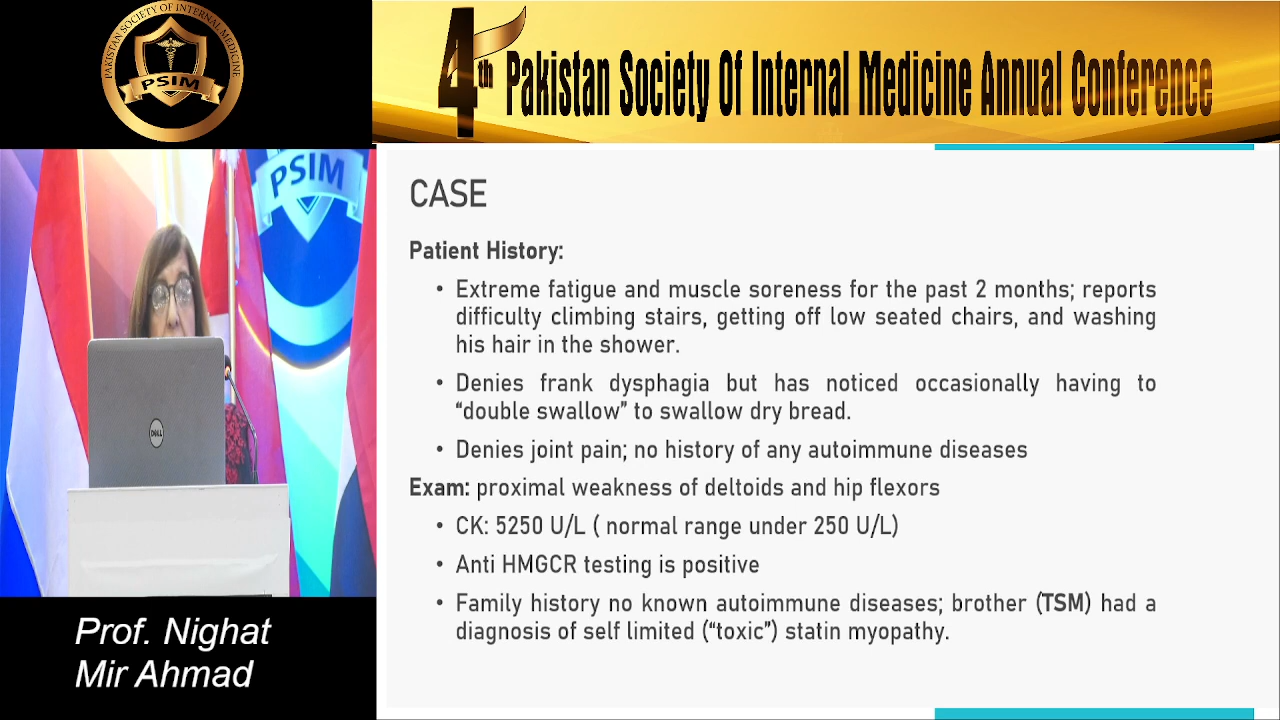 PAKISTAN SOCIETY OF INTERNAL MEDICINE
PSIM
4th Pakistan Society Of Internal Medicine Annual Conference
PSIM
DELL
CASE
Patient History:
• Extreme fatigue and muscle soreness for the past 2 months; reports
difficulty climbing stairs, getting off low seated chairs, and washing
his hair in the shower.
• Denies frank dysphagia but has noticed occasionally having to
“double swallow” to swallow dry bread.
• Denies joint pain; no history of any autoimmune diseases
Exam: proximal weakness of deltoids and hip flexors
• CK: 5250 U/L ( normal range under 250 U/L)
• Anti HMGCR testing is positive
• Family history no known autoimmune diseases; brother (TSM) had a
diagnosis of self limited (“toxic”) statin myopathy.
Prof. Nighat
Mir Ahmad